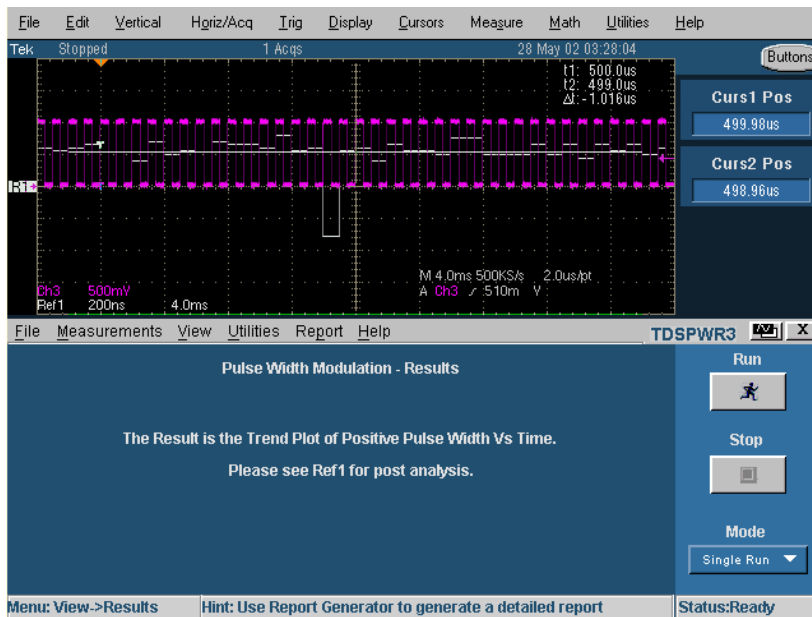 File Edit Vertical Horiz/Acq Trig Display Cursors Measure Math Utilities Help
Tek Stopped 1 Acqs 28 May 02 03:28:04
Buttons
t1: 500.0us
t2: 499.0us
Δt: -1.016us
Curs1 Pos
499.98us
Curs2 Pos
498.96us
R1
M 4.0ms 500KS/s 2.0us/pt
A Ch3 510m V
Ch3 500mV
Ref1 200ns 4.0ms
File Measurements View Utilities Report Help TDSPWR3 X
Pulse Width Modulation - Results
The Result is the Trend Plot of Positive Pulse Width Vs Time.
Please see Ref1 for post analysis.
Run
Stop
Mode
Single Run
Menu: View->Results Hint: Use Report Generator to generate a detailed report Status:Ready